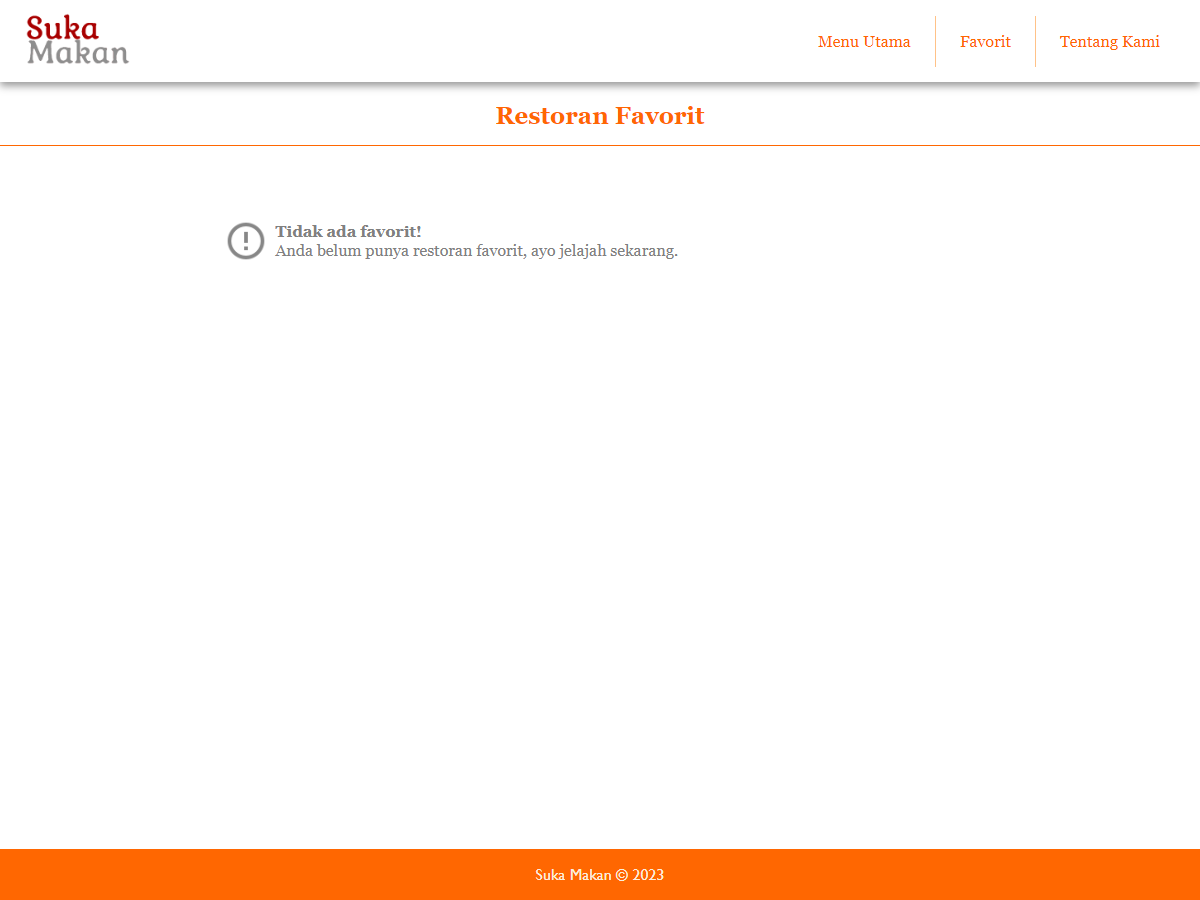 Suka
Makan
Menu Utama
Favorit
Tentang Kami
Restoran Favorit
Tidak ada favorit!
Anda belum punya restoran favorit, ayo jelajah sekarang.
Suka Makan © 2023